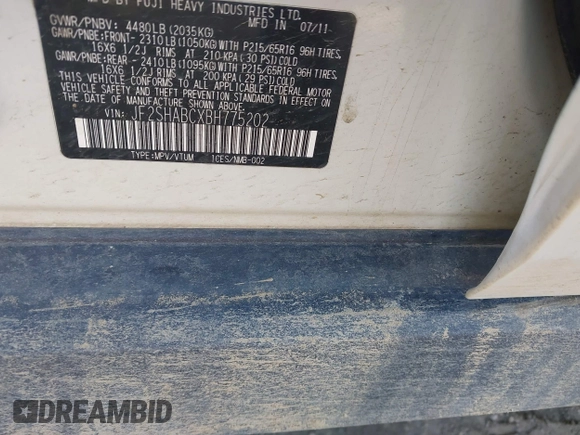 MFD BY FUJI HEAVY INDUSTRIES LTD.
GVWR/PNBV: 4480LB (2035KG) MFD IN 07/11
GAWR/PNBE:FRONT- 2310LB (1050KG)WITH P215/65R16 96H TIRES,
16X6 1/2J RIMS AT 210 KPA(30 PSI)COLD
GAWR/PNBE:REAR - 2410LB (1095KG)WITH P215/65R16 96H TIRES,
16X6 1/2J RIMS AT 200 KPA (29 PSI)COLD
THIS VEHICLE CONFORMS TO ALL APPLICABLE FEDERAL MOTOR
VEHICLE SAFETY STANDARDS IN EFFECT ON THE DATE OF
MANUFACTURE SHOWN ABOVE.
VIN: JF2SHABCXBH775202
TYPE:MPV/VTUM 1CES/NMB-002
DREAMBID